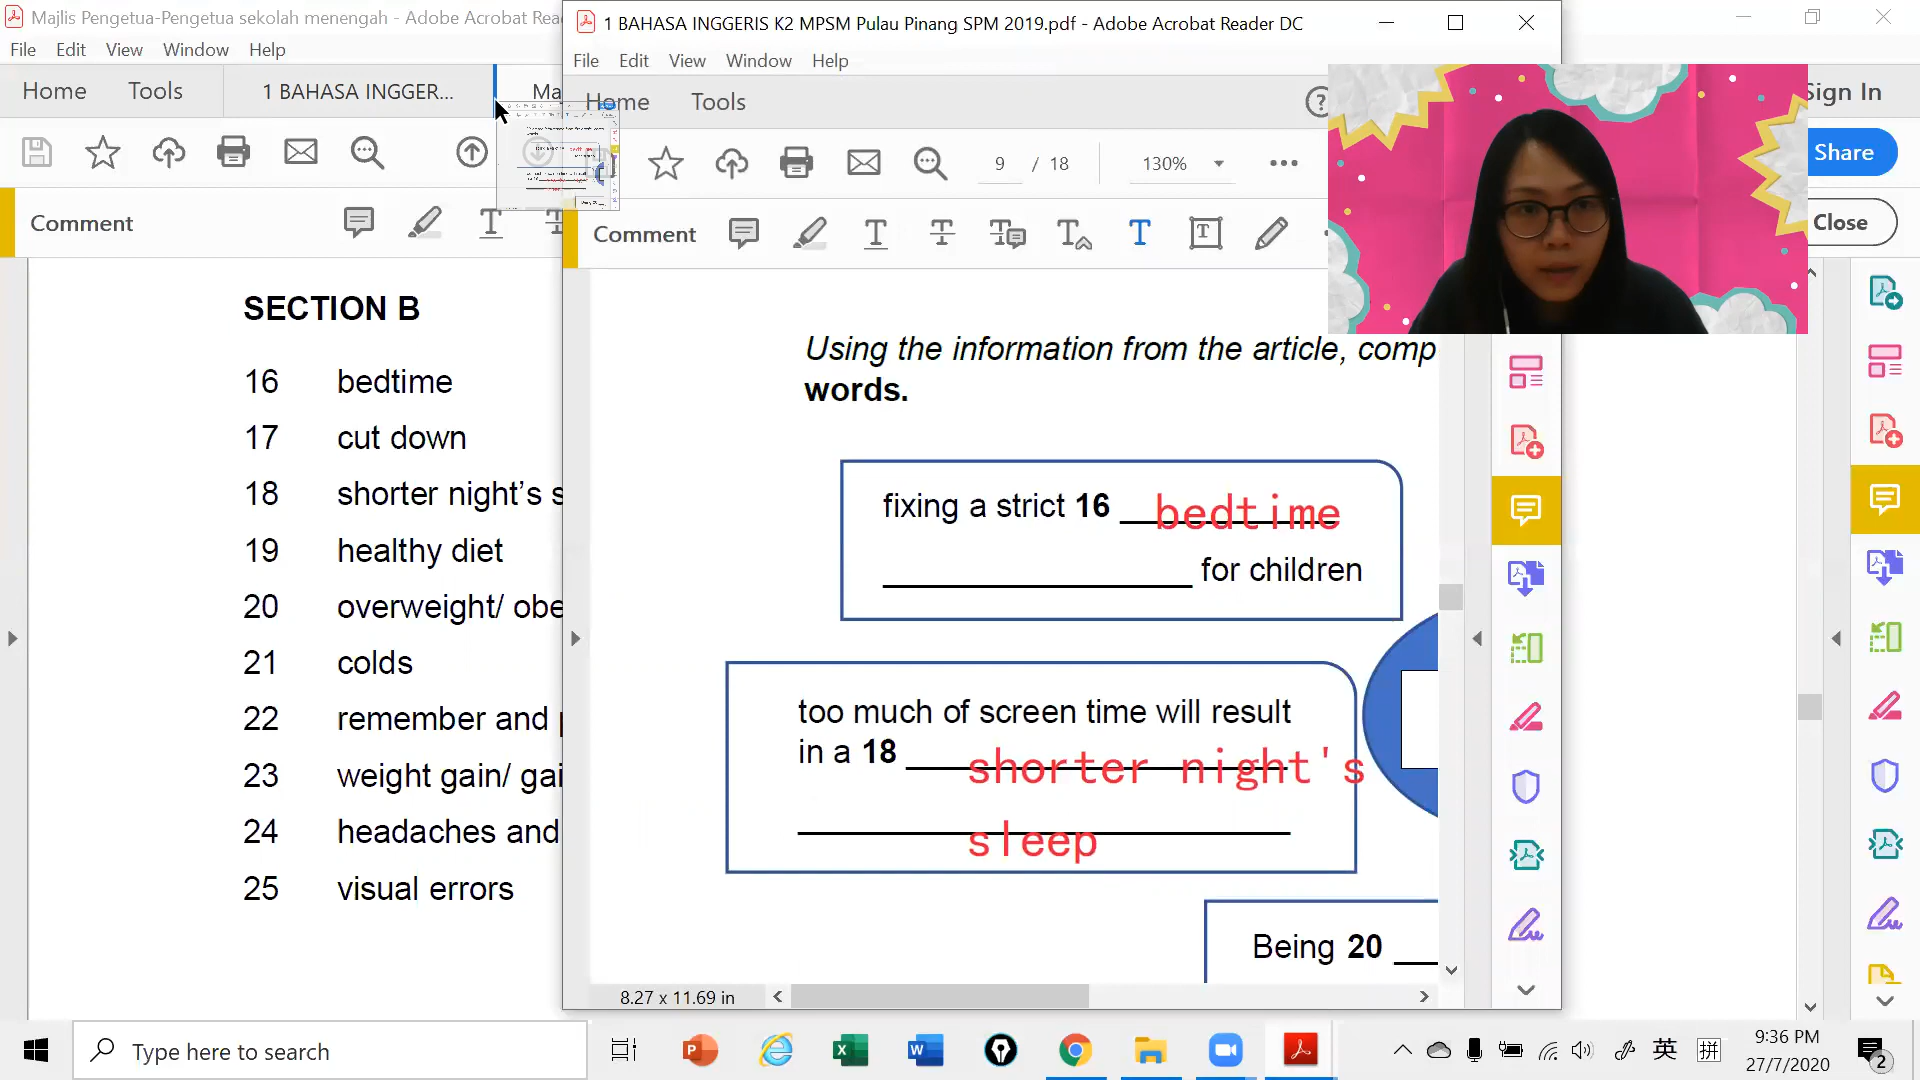 Majlis Pengetua-Pengetua sekolah menengah - Adobe Acrobat Rea
File Edit View Window Help
Home Tools 1 BAHASA INGGER... Ma
Comment
SECTION B
16 bedtime
17 cut down
18 shorter night's s
19 healthy diet
20 overweight/ obe
21 colds
22 remember and p
23 weight gain/ gai
24 headaches and
25 visual errors
1 BAHASA INGGERIS K2 MPSM Pulau Pinang SPM 2019.pdf - Adobe Acrobat Reader DC
File Edit View Window Help
Home Tools
9 / 18 130%
Comment
Using the information from the article, comp
words.
fixing a strict 16 bedtime
for children
too much of screen time will result
in a 18 shorter night's
sleep
Being 20
8.27 x 11.69 in
Sign In
Share
Close
Type here to search
英 拼
9:36 PM
27/7/2020
2